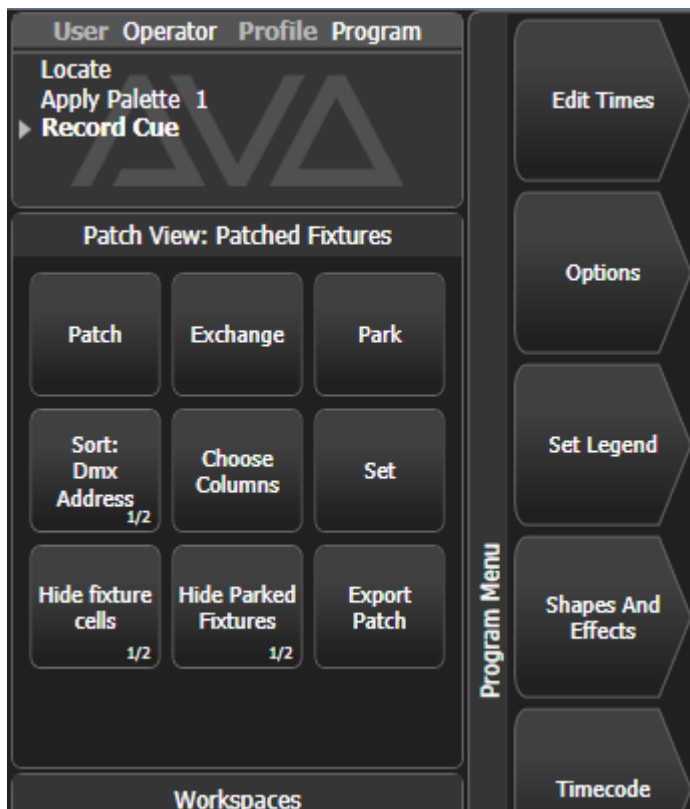 User Operator Profile Program
Locate
Apply Palette 1
Record Cue
AVA
Patch View: Patched Fixtures
Patch
Exchange
Park
Sort:
Dmx
Address
1/2
Choose
Columns
Set
Hide fixture
cells
1/2
Hide Parked
Fixtures
1/2
Export
Patch
Workspaces
Program Menu
Edit Times
Options
Set Legend
Shapes And
Effects
Timecode